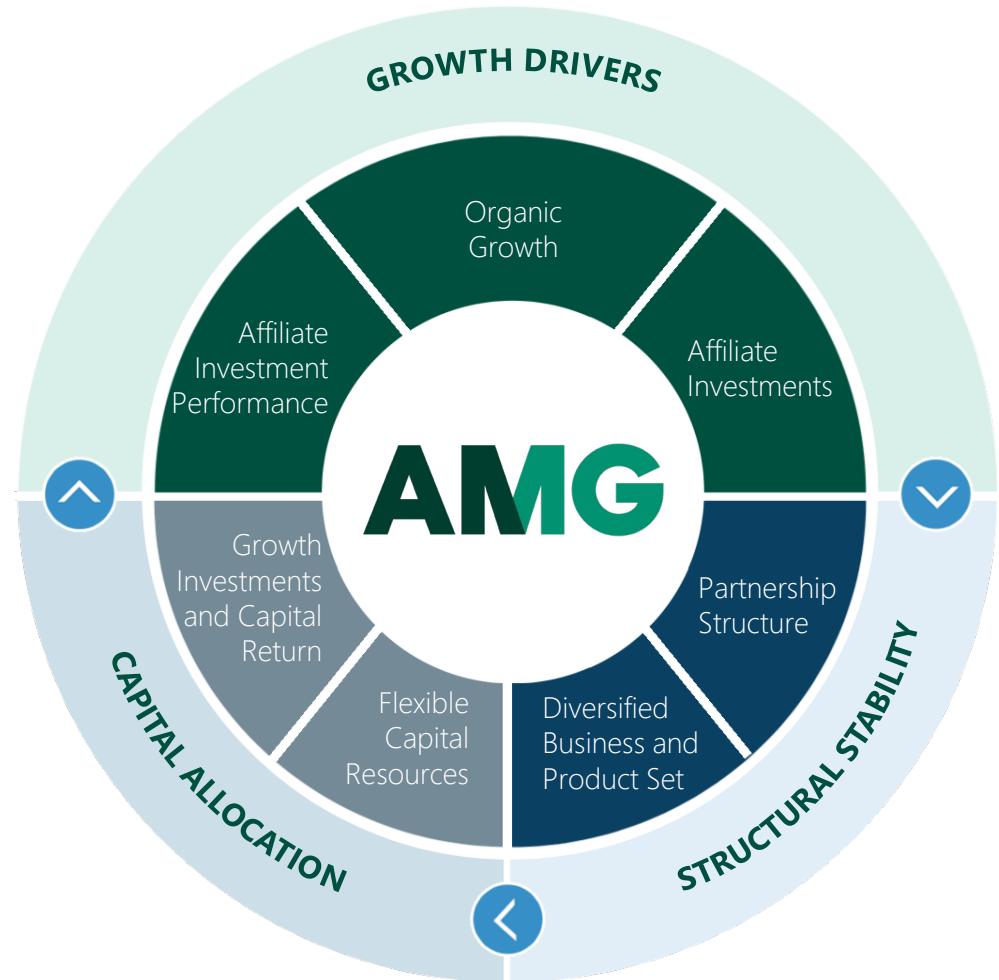 GROWTH DRIVERS
Organic
Growth
Affiliate
Investment
Performance
Affiliate
Investments
AMG
Growth
Investments
and Capital
Return
Partnership
Structure
Flexible
Capital
Resources
Diversified
Business and
Product Set
CAPITAL ALLOCATION
STRUCTURAL STABILITY